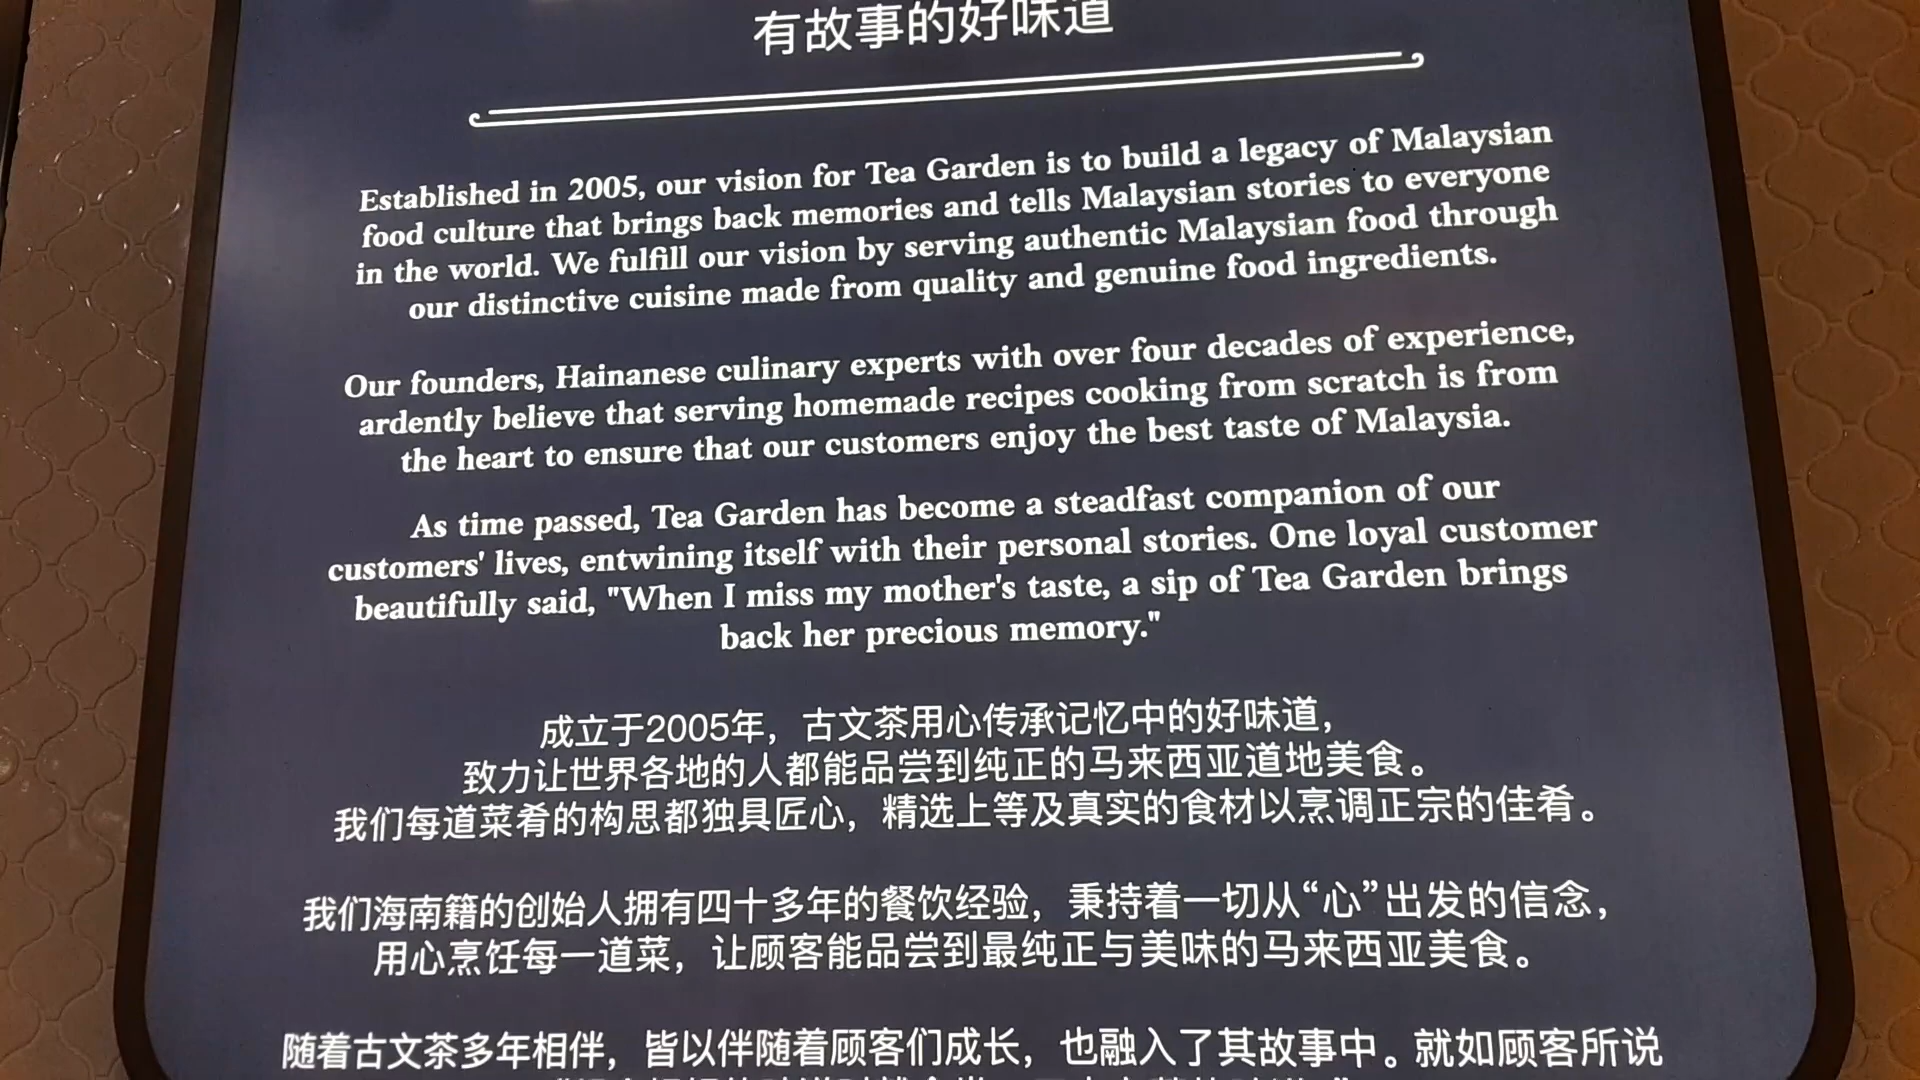 有故事的好味道
Established in 2005, our vision for Tea Garden is to build a legacy of Malaysian
food culture that brings back memories and tells Malaysian stories to everyone
in the world. We fulfill our vision by serving authentic Malaysian food through
our distinctive cuisine made from quality and genuine food ingredients.
Our founders, Hainanese culinary experts with over four decades of experience,
ardently believe that serving homemade recipes cooking from scratch is from
the heart to ensure that our customers enjoy the best taste of Malaysia.
As time passed, Tea Garden has become a steadfast companion of our
customers' lives, entwining itself with their personal stories. One loyal customer
beautifully said, "When I miss my mother's taste, a sip of Tea Garden brings
back her precious memory."
成立于2005年，古文茶用心传承记忆中的好味道，
致力让世界各地的人都能品尝到纯正的马来西亚道地美食。
我们每道菜肴的构思都独具匠心，精选上等及真实的食材以烹调正宗的佳肴。
我们海南籍的创始人拥有四十多年的餐饮经验，秉持着一切从“心”出发的信念，
用心烹饪每一道菜，让顾客能品尝到最纯正与美味的马来西亚美食。
随着古文茶多年相伴，皆以伴随着顾客们成长，也融入了其故事中。就如顾客所说